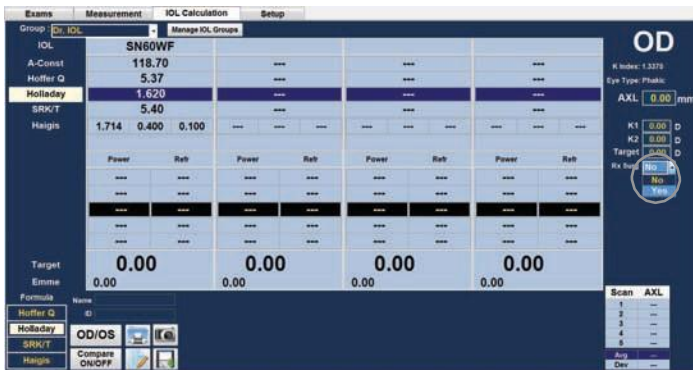 Exams Measurement IOL Calculation Setup
Group : Dr. IOL Manage IOL Groups
OD
IOL SN60WF
K Index: 1.3375
Eye Type: Phakic
A-Const 118.70 --- --- ---
Hoffer Q 5.37 --- --- ---
Holladay 1.620 --- --- ---
SRK/T 5.40 --- --- ---
Haigis 1.714 0.400 0.100 --- --- --- --- --- --- --- --- ---
AXL 0.00 mm
K1 0.00 D
K2 0.00 D
Target 0.00 D
Rx Surg No
No
Yes
Power Refr Power Refr Power Refr Power Refr
--- --- --- --- --- --- --- ---
--- --- --- --- --- --- --- ---
--- --- --- --- --- --- --- ---
--- --- --- --- --- --- --- ---
--- --- --- --- --- --- --- ---
Target 0.00 0.00 0.00 0.00
Emme 0.00 0.00 0.00 0.00
Formula
Hoffer Q
Holladay
SRK/T
Haigis
Name
ID
OD/OS
Compare
ON/OFF
Scan AXL
1 ---
2 ---
3 ---
4 ---
5 ---
Avg ---
Dev ---